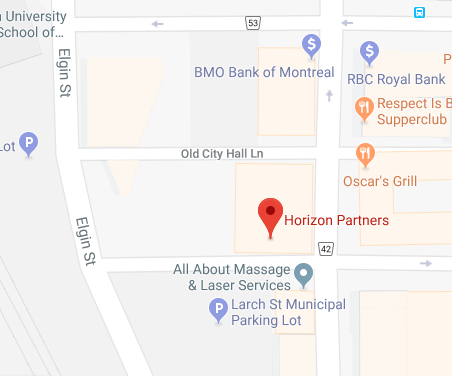 University
School of...
53
BMO Bank of Montreal
RBC Royal Bank
P
Respect Is B
Supperclub
Elgin St
Lot
P
Old City Hall Ln
Oscar's Grill
Horizon Partners
Elgin St
42
All About Massage
& Laser Services
P
Larch St Municipal
Parking Lot